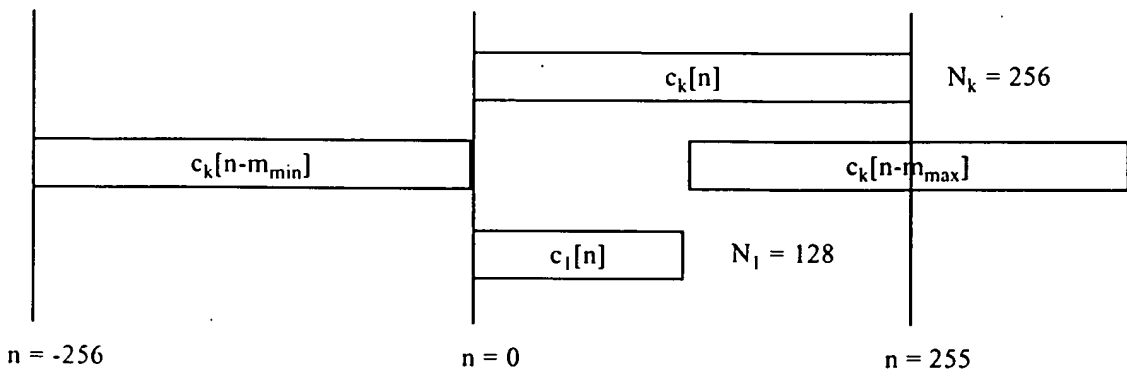 c_k[n] N_k = 256
c_k[n-m_min] c_k[n-m_max]
c_l[n] N_l = 128
n = -256 n = 0 n = 255